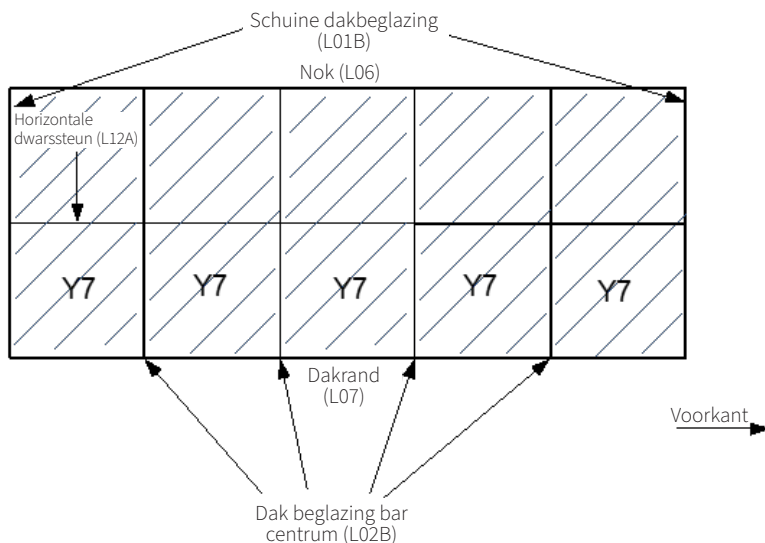 Schuine dakbeglazing
(L01B)
Nok (L06)
Horizontale
dwarssteun (L12A)
Y7
Y7
Y7
Y7
Y7
Dakrand
(L07)
Voorkant
Dak beglazing bar
centrum (L02B)